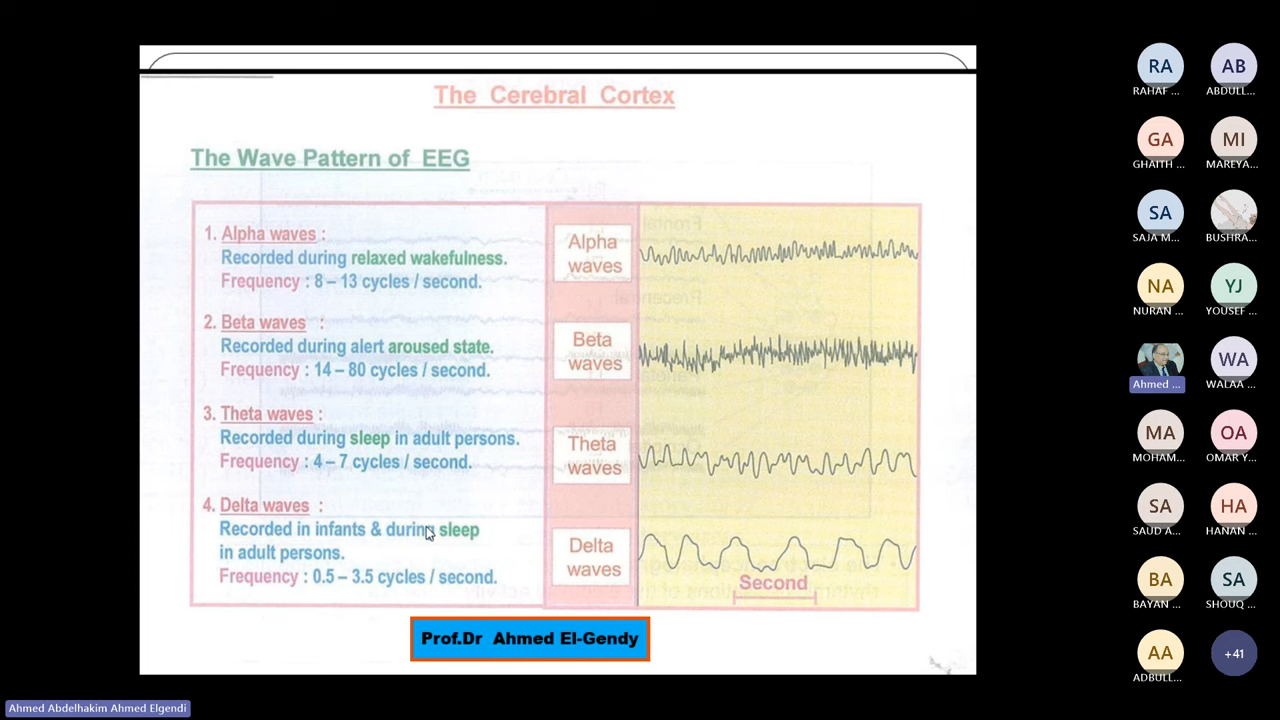 The Cerebral Cortex
The Wave Pattern of EEG
1. Alpha waves :
Recorded during relaxed wakefulness.
Frequency : 8 – 13 cycles / second.
2. Beta waves :
Recorded during alert aroused state.
Frequency : 14 – 80 cycles / second.
3. Theta waves :
Recorded during sleep in adult persons.
Frequency : 4 – 7 cycles / second.
4. Delta waves :
Recorded in infants & during sleep
in adult persons.
Frequency : 0.5 – 3.5 cycles / second.
Alpha
waves
Beta
waves
Theta
waves
Delta
waves
Second
Prof.Dr Ahmed El-Gendy
RA
RAHAF ...
AB
ABDULL...
GA
GHAITH ...
MI
MAREYA...
SA
SAJA M...
BUSHRA...
NA
NURAN ...
YJ
YOUSEF ...
Ahmed ...
WA
WALAA ...
MA
MOHAM...
OA
OMAR Y...
SA
SAUD A...
HA
HANAN ...
BA
BAYAN ...
SA
SHOUQ ...
AA
ADBULL...
+41
Ahmed Abdelhakim Ahmed Elgendi